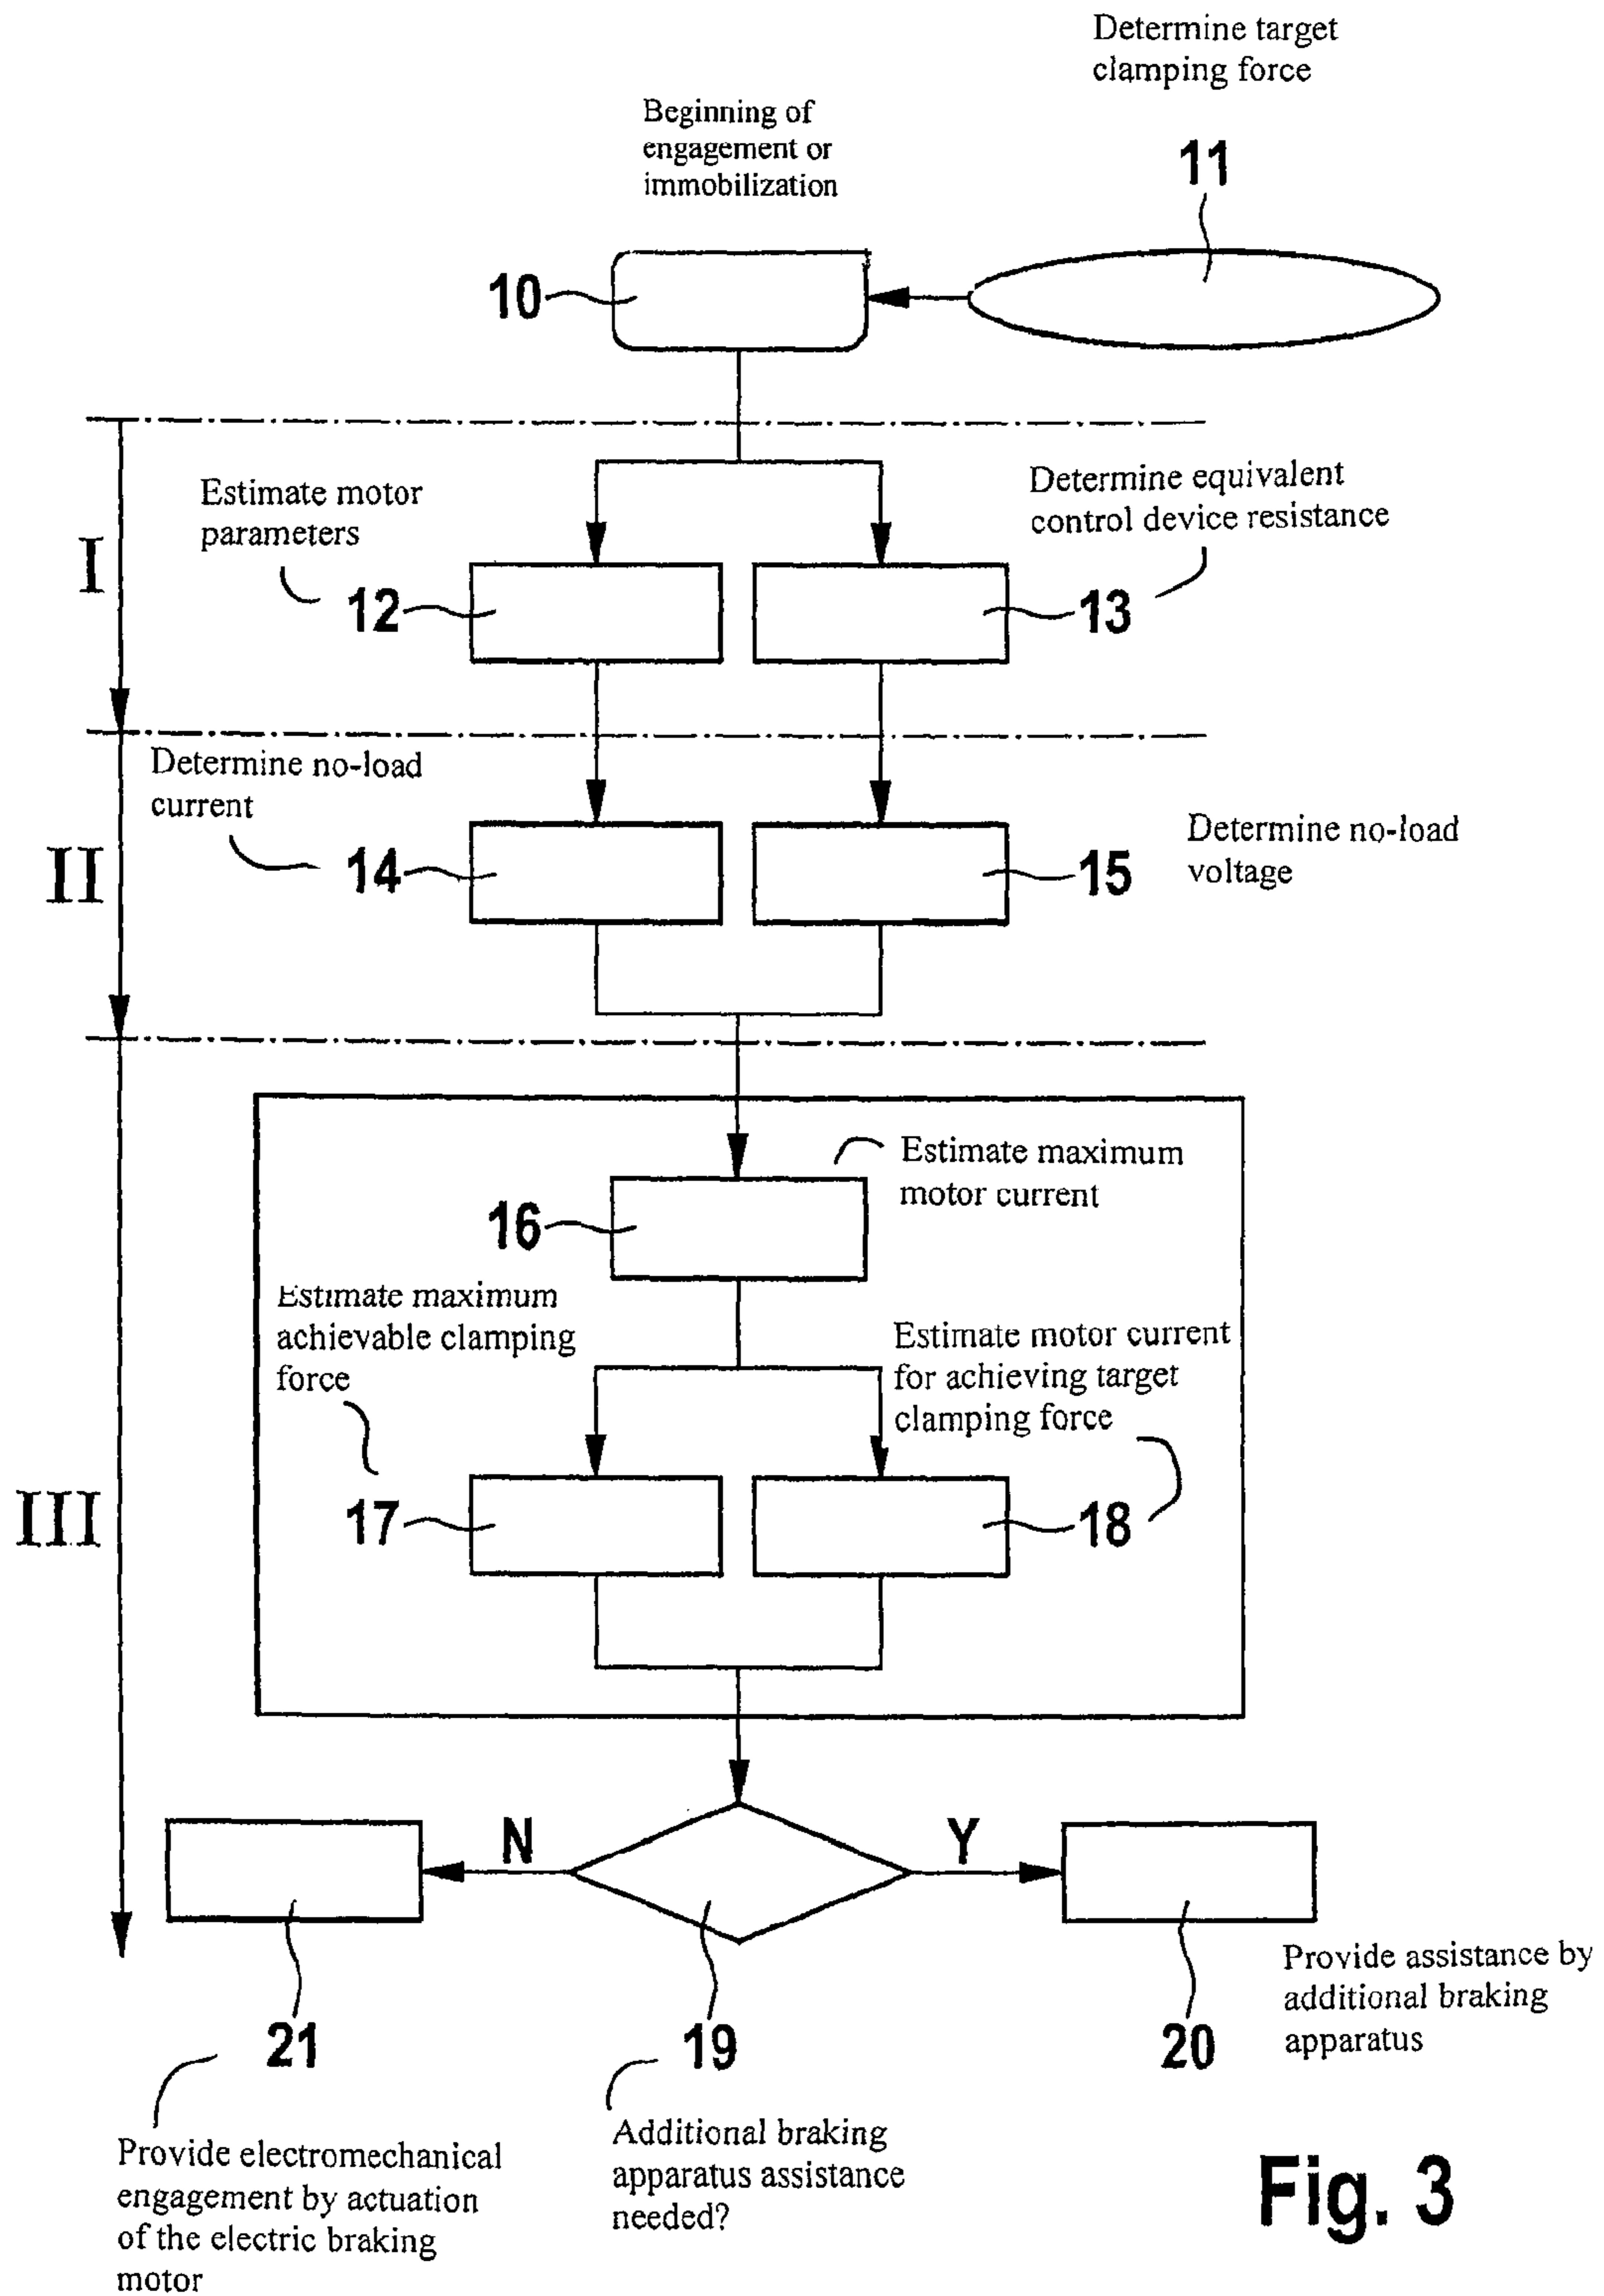 Determine target
clamping force
Beginning of
engagement or
immobilization
11
10
Estimate motor
parameters
Determine equivalent
control device resistance
I
12
13
Determine no-load
current
Determine no-load
voltage
II
14
15
Estimate maximum
motor current
16
Estimate maximum
achievable clamping
force
Estimate motor current
for achieving target
clamping force
III
17
18
N
Y
21
19
20
Provide assistance by
additional braking
apparatus
Provide electromechanical
engagement by actuation
of the electric braking
motor
Additional braking
apparatus assistance
needed?
Fig. 3